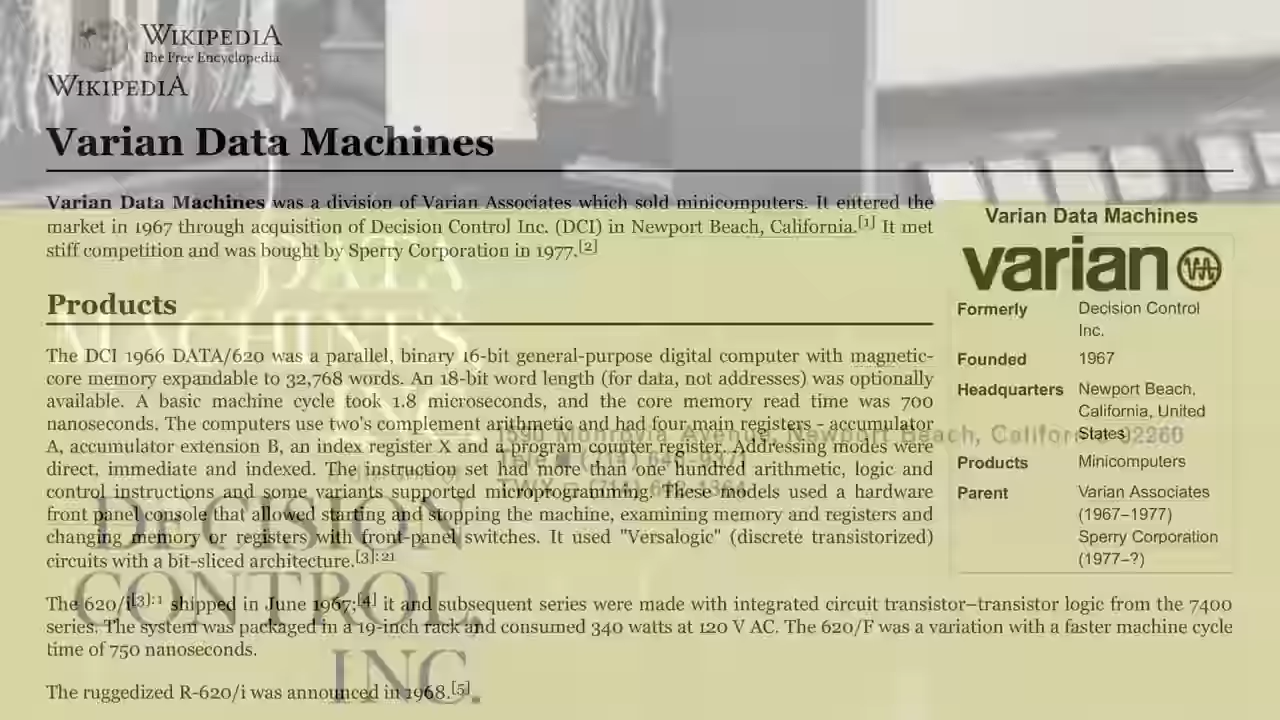 WIKIPEDIA
The Free Encyclopedia
WIKIPEDIA
Varian Data Machines
Varian Data Machines was a division of Varian Associates which sold minicomputers. It entered the
market in 1967 through acquisition of Decision Control Inc. (DCI) in Newport Beach, California.[1] It met
stiff competition and was bought by Sperry Corporation in 1977.[2]
Products
The DCI 1966 DATA/620 was a parallel, binary 16-bit general-purpose digital computer with magnetic-
core memory expandable to 32,768 words. An 18-bit word length (for data, not addresses) was optionally
available. A basic machine cycle took 1.8 microseconds, and the core memory read time was 700
nanoseconds. The computers use two's complement arithmetic and had four main registers - accumulator
A, accumulator extension B, an index register X and a program counter register. Addressing modes were
direct, immediate and indexed. The instruction set had more than one hundred arithmetic, logic and
control instructions and some variants supported microprogramming. These models used a hardware
front panel console that allowed starting and stopping the machine, examining memory and registers and
changing memory or registers with front-panel switches. It used "Versalogic" (discrete transistorized)
circuits with a bit-sliced architecture.[3]:21
The 620/i[3]:1 shipped in June 1967;[4] it and subsequent series were made with integrated circuit transistor–transistor logic from the 7400
series. The system was packaged in a 19-inch rack and consumed 340 watts at 120 V AC. The 620/F was a variation with a faster machine cycle
time of 750 nanoseconds.
The ruggedized R-620/i was announced in 1968.[5]
Varian Data Machines
varian
Formerly Decision Control
Inc.
Founded 1967
Headquarters Newport Beach,
California, United
States
Products Minicomputers
Parent Varian Associates
(1967–1977)
Sperry Corporation
(1977–?)
DATA
MACHINES,
INC.
1590 Monrovia Avenue, Newport Beach, California 92260
DECISION
CONTROL,
INC.